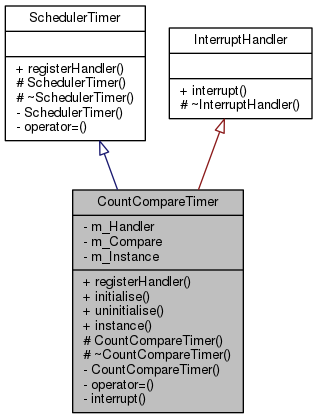 SchedulerTimer
+ registerHandler()
# SchedulerTimer()
# ~SchedulerTimer()
- SchedulerTimer()
- operator=()
InterruptHandler
+ interrupt()
# ~InterruptHandler()
CountCompareTimer
- m_Handler
- m_Compare
- m_Instance
+ registerHandler()
+ initialise()
+ uninitialise()
+ instance()
# CountCompareTimer()
# ~CountCompareTimer()
- CountCompareTimer()
- operator=()
- interrupt()